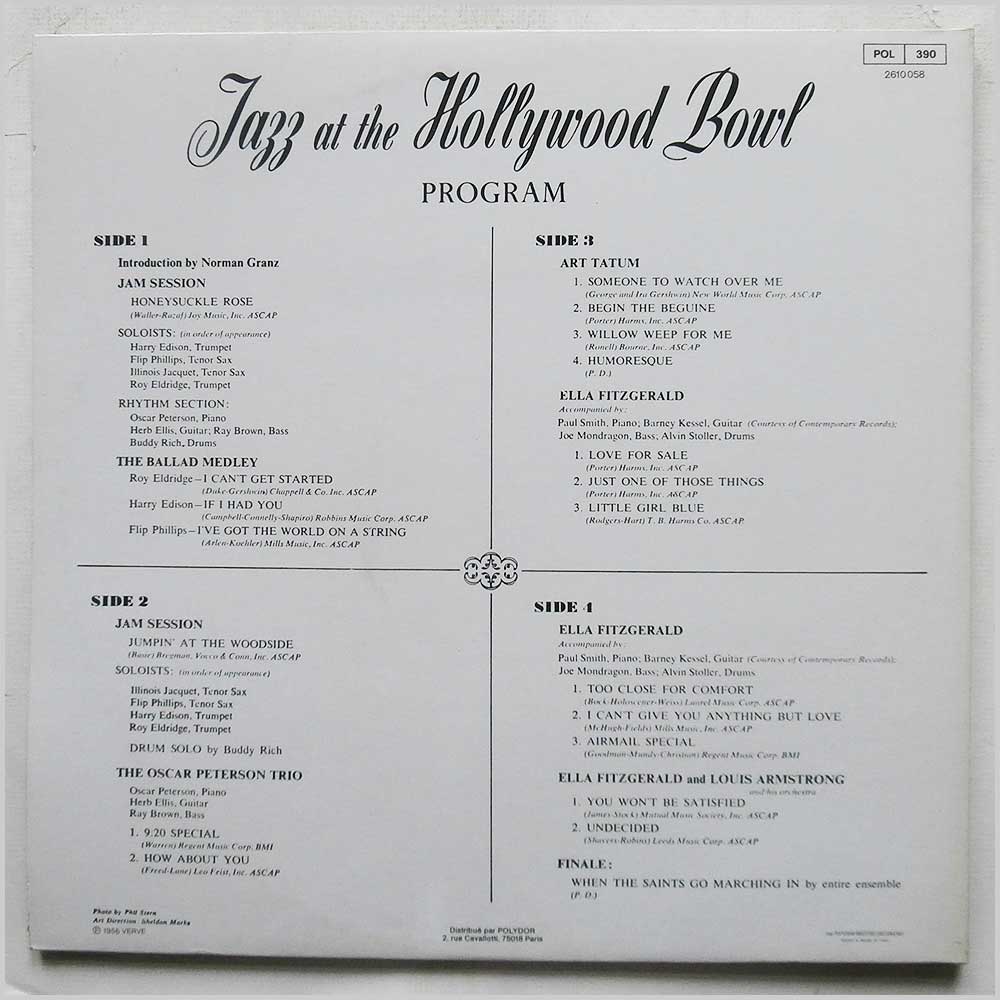 POL 390
2610 058
Jazz at the Hollywood Bowl
PROGRAM
SIDE 1
Introduction by Norman Granz
JAM SESSION
HONEYSUCKLE ROSE
(Waller-Razaf) Joy Music, Inc. ASCAP
SOLOISTS: (in order of appearance)
Harry Edison, Trumpet
Flip Phillips, Tenor Sax
Illinois Jacquet, Tenor Sax
Roy Eldridge, Trumpet
RHYTHM SECTION:
Oscar Peterson, Piano
Herb Ellis, Guitar; Ray Brown, Bass
Buddy Rich, Drums
THE BALLAD MEDLEY
Roy Eldridge—I CAN'T GET STARTED
(Duke-Gershwin) Chappell & Co. Inc. ASCAP
Harry Edison—IF I HAD YOU
(Campbell-Connelly-Shapiro) Robbins Music Corp. ASCAP
Flip Phillips—I'VE GOT THE WORLD ON A STRING
(Arlen-Koehler) Mills Music, Inc. ASCAP
SIDE 2
JAM SESSION
JUMPIN' AT THE WOODSIDE
(Basie) Bregman, Vocco & Conn, Inc. ASCAP
SOLOISTS: (in order of appearance)
Illinois Jacquet, Tenor Sax
Flip Phillips, Tenor Sax
Harry Edison, Trumpet
Roy Eldridge, Trumpet
DRUM SOLO by Buddy Rich
THE OSCAR PETERSON TRIO
Oscar Peterson, Piano
Herb Ellis, Guitar
Ray Brown, Bass
1. 9:20 SPECIAL
(Warren) Regent Music Corp. BMI
2. HOW ABOUT YOU
(Freed-Lane) Leo Feist, Inc. ASCAP
Photo by Phil Stern
Art Direction: Sheldon Marks
℗ 1956 VERVE
SIDE 3
ART TATUM
1. SOMEONE TO WATCH OVER ME
(George and Ira Gershwin) New World Music Corp. ASCAP
2. BEGIN THE BEGUINE
(Porter) Harms, Inc. ASCAP
3. WILLOW WEEP FOR ME
(Ronell) Bourne, Inc. ASCAP
4. HUMORESQUE
(P. D.)
ELLA FITZGERALD
Accompanied by:
Paul Smith, Piano; Barney Kessel, Guitar (Courtesy of Contemporary Records);
Joe Mondragon, Bass; Alvin Stoller, Drums
1. LOVE FOR SALE
(Porter) Harms, Inc. ASCAP
2. JUST ONE OF THOSE THINGS
(Porter) Harms, Inc. ASCAP
3. LITTLE GIRL BLUE
(Rodgers-Hart) T. B. Harms Co. ASCAP
SIDE 4
ELLA FITZGERALD
Accompanied by:
Paul Smith, Piano; Barney Kessel, Guitar (Courtesy of Contemporary Records);
Joe Mondragon, Bass; Alvin Stoller, Drums
1. TOO CLOSE FOR COMFORT
(Bock-Holowener-Weiss) Laurel Music Corp. ASCAP
2. I CAN'T GIVE YOU ANYTHING BUT LOVE
(McHugh-Fields) Mills Music, Inc. ASCAP
3. AIRMAIL SPECIAL
(Goodman-Mundy-Christian) Regent Music Corp. BMI
ELLA FITZGERALD and LOUIS ARMSTRONG
and his orchestra
1. YOU WON'T BE SATISFIED
(James-Stock) Mutual Music Society, Inc. ASCAP
2. UNDECIDED
(Shavers-Robins) Leeds Music Corp. ASCAP
FINALE:
WHEN THE SAINTS GO MARCHING IN by entire ensemble
(P. D.)
Distribué par POLYDOR
2, rue Cavallotti, 75018 Paris